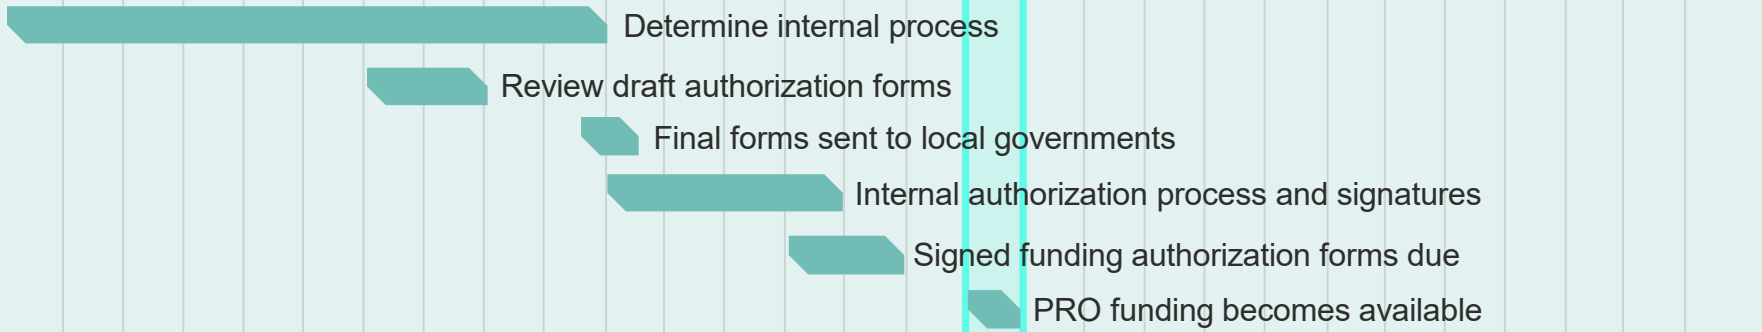 Determine internal process
Review draft authorization forms
Final forms sent to local governments
Internal authorization process and signatures
Signed funding authorization forms due
PRO funding becomes available